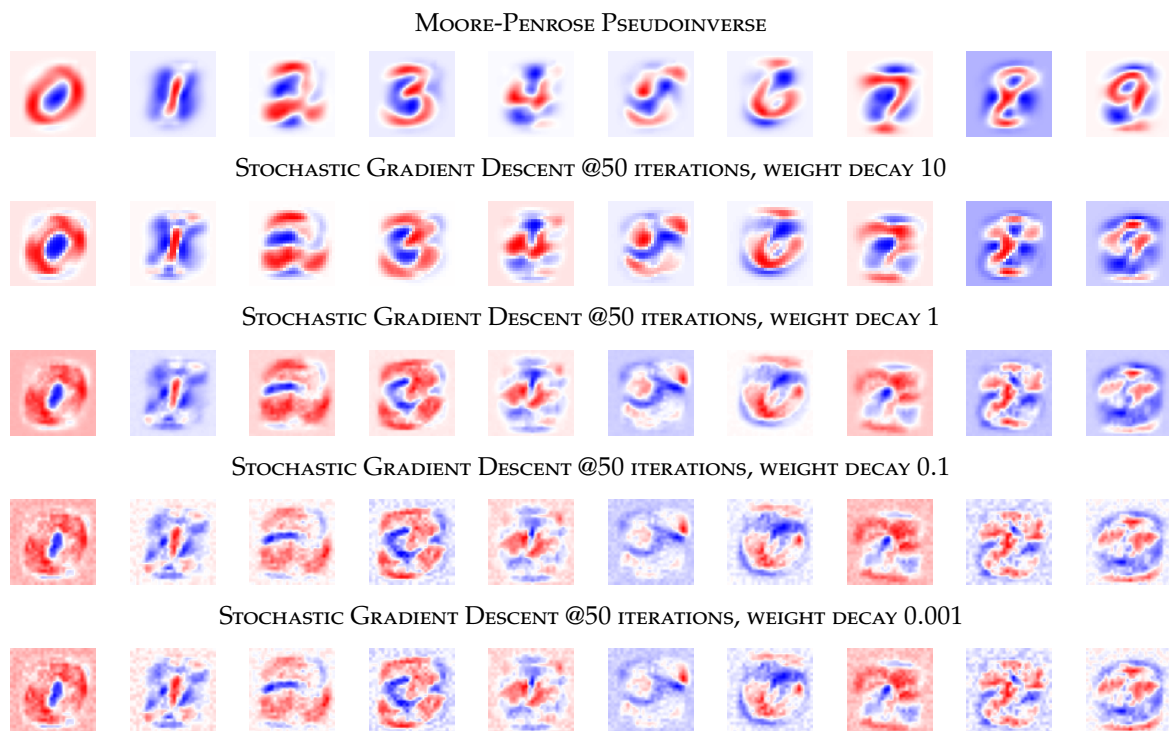 Moore-Penrose Pseudoinverse
Stochastic Gradient Descent @50 iterations, weight decay 10
Stochastic Gradient Descent @50 iterations, weight decay 1
Stochastic Gradient Descent @50 iterations, weight decay 0.1
Stochastic Gradient Descent @50 iterations, weight decay 0.001